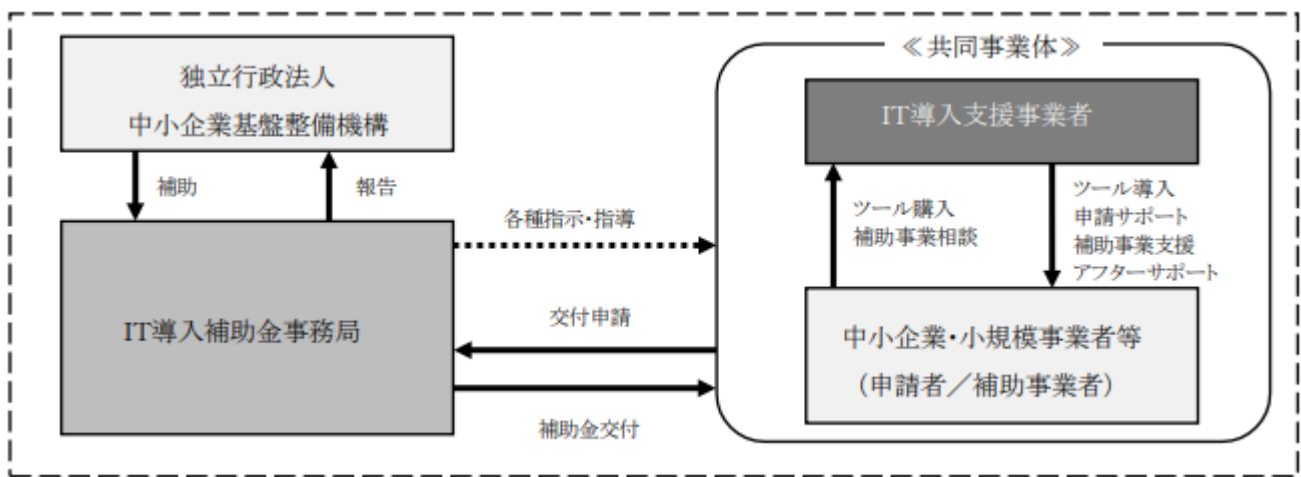 ≪共同事業体≫
独立行政法人
中小企業基盤整備機構
IT導入支援事業者
補助
報告
ツール購入
補助事業相談
ツール導入
申請サポート
補助事業支援
アフターサポート
各種指示・指導
IT導入補助金事務局
交付申請
補助金交付
中小企業・小規模事業者等
（申請者／補助事業者）